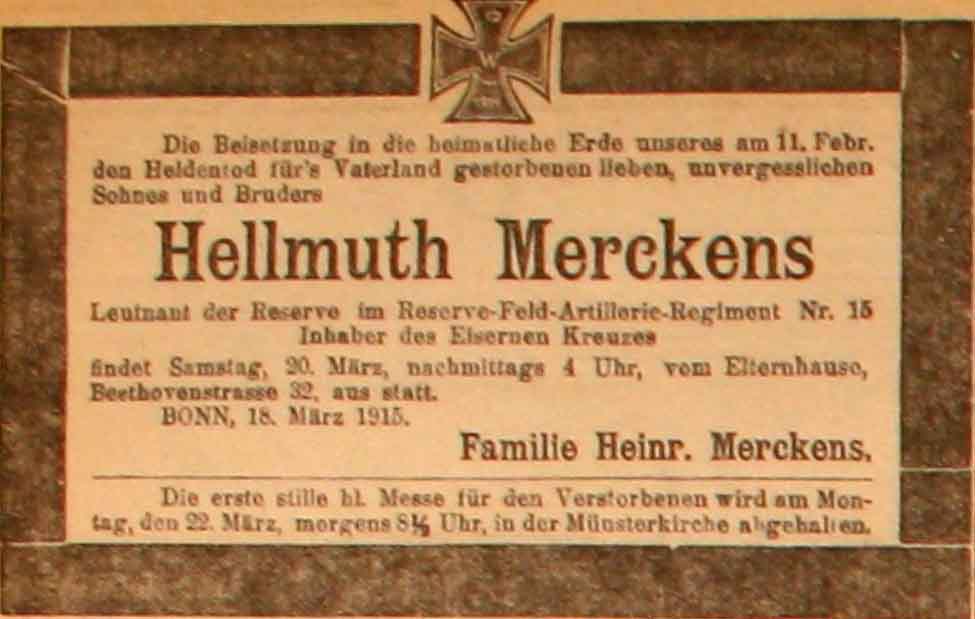 W
Die Beisetzung in die heimatliche Erde unseres am 11. Febr.
den Heldentod für's Vaterland gestorbenen lieben, unvergesslichen
Sohnes und Bruders
Hellmuth Merckens
Leutnant der Reserve im Reserve-Feld-Artillerie-Regiment Nr. 15
Inhaber des Eisernen Kreuzes
findet Samstag, 20. März, nachmittags 4 Uhr, vom Elternhause,
Beethovenstrasse 32, aus statt.
BONN, 18. März 1915.
Familie Heinr. Merckens.
Die erste stille hl. Messe für den Verstorbenen wird am Mon-
tag, den 22. März, morgens 8½ Uhr, in der Münsterkirche abgehalten.